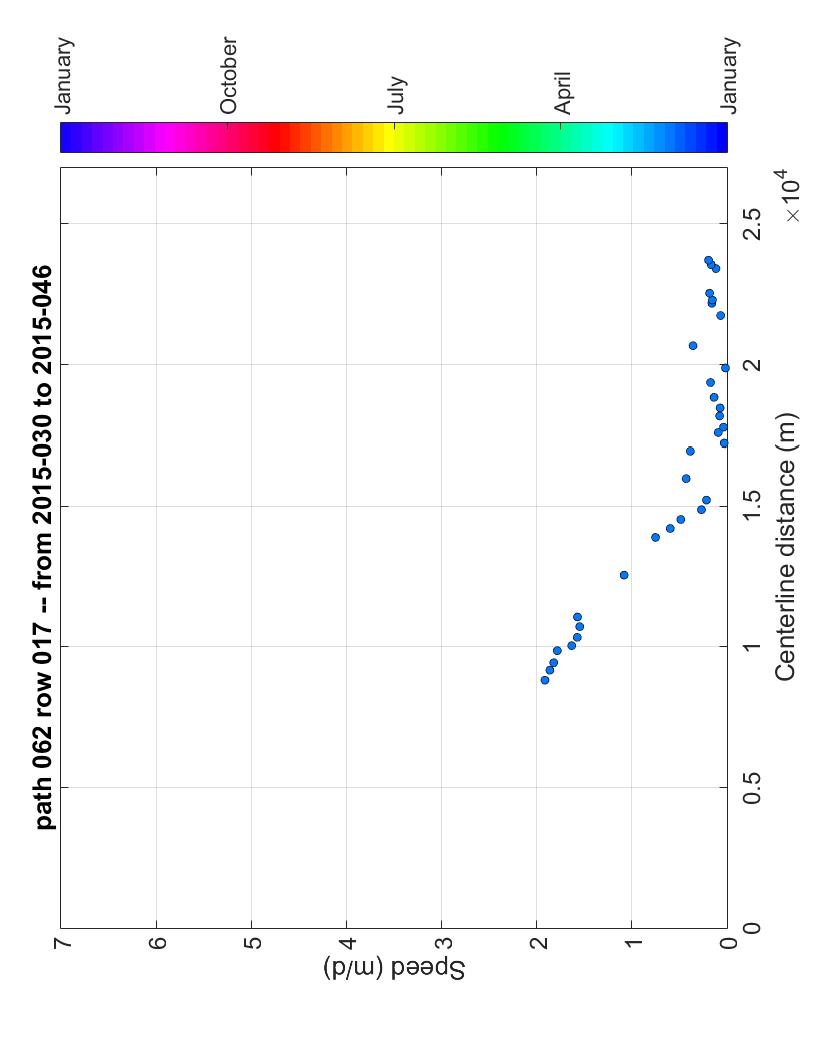 path 062 row 017 -- from 2015-030 to 2015-046
7
6
5
4
3
2
1
0
Speed (m/d)
0
0.5
1
1.5
2
2.5
×10⁴
Centerline distance (m)
January
October
July
April
January